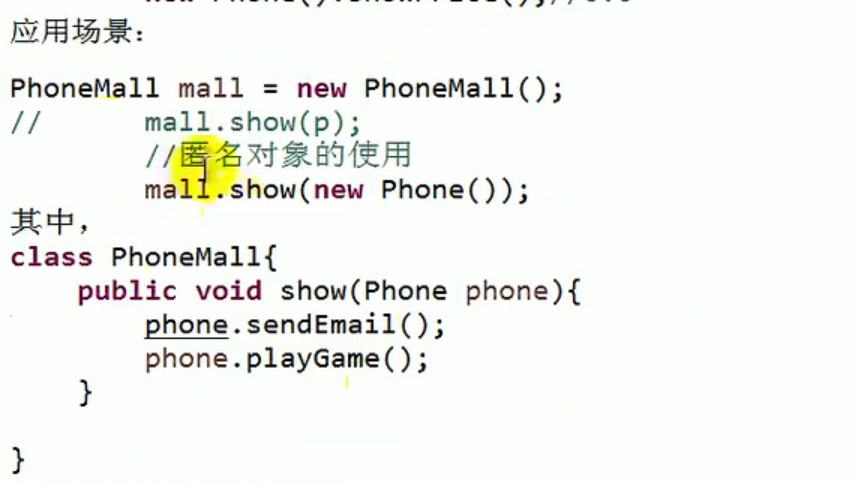 应用场景：
PhoneMall mall = new PhoneMall();
// mall.show(p);
//匿名对象的使用
mall.show(new Phone());
其中，
class PhoneMall{
public void show(Phone phone){
phone.sendEmail();
phone.playGame();
}
}